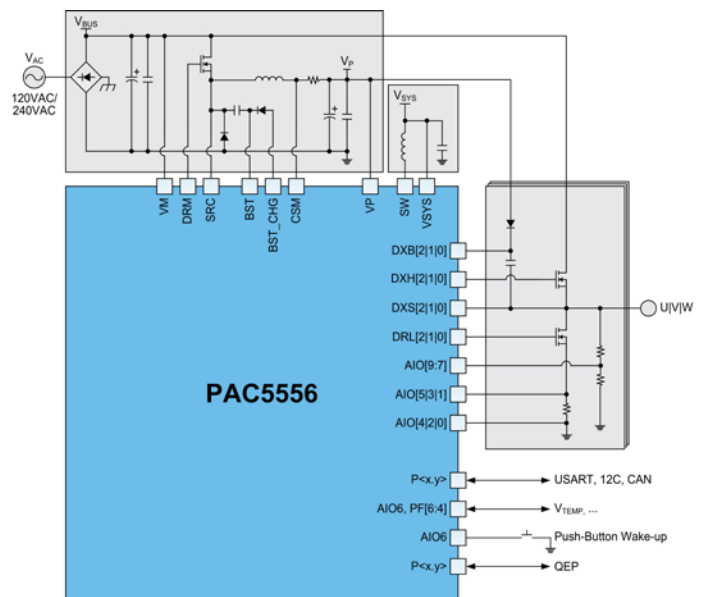 VBUS
VAC
120VAC/
240VAC
VP
VSYS
VM
DRM
SRC
BST
BST_CHG
CSM
VP
SW
VSYS
DXB[2|1|0]
DXH[2|1|0]
DXS[2|1|0]
U|V|W
DRL[2|1|0]
AIO[9:7]
PAC5556
AIO[5|3|1]
AIO[4|2|0]
P<x.y>
USART, 12C, CAN
AIO6, PF[6:4]
VTEMP, ...
AIO6
Push-Button Wake-up
P<x.y>
QEP